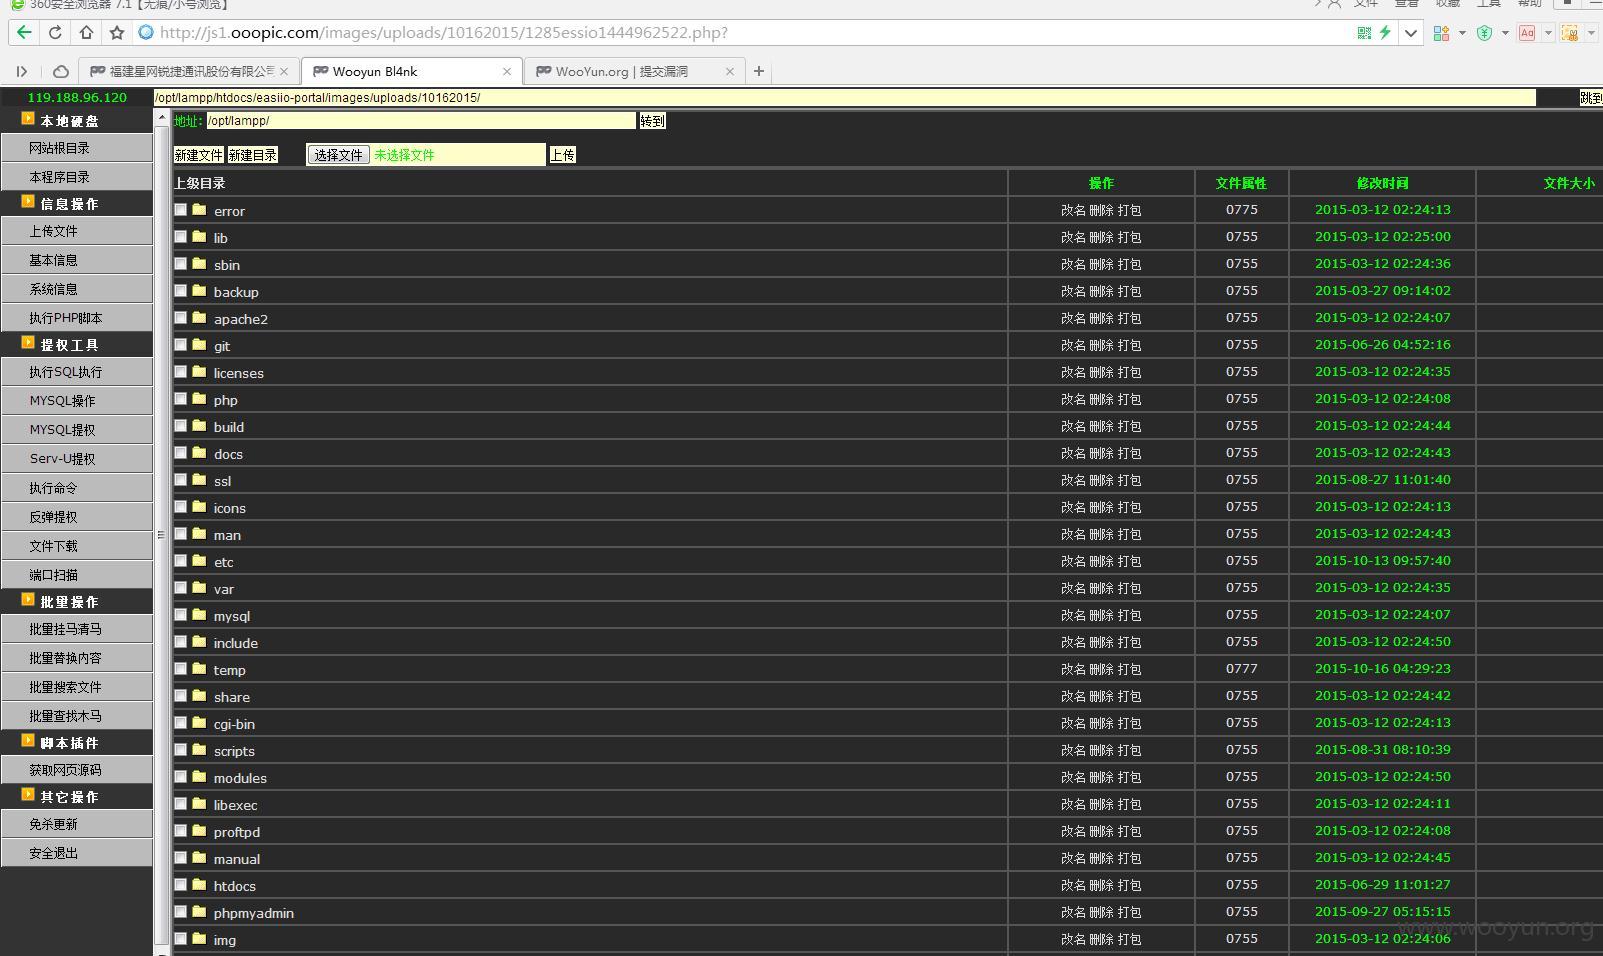 360安全浏览器 7.1【无痕/小号浏览】
文件 查看 收藏 工具 帮助
http://js1.ooopic.com/images/uploads/10162015/1285essio1444962522.php?
福建星网锐捷通讯股份有限公司
Wooyun Bl4nk
WooYun.org | 提交漏洞
119.188.96.120
/opt/lampp/htdocs/easiio-portal/images/uploads/10162015/
跳到
本地硬盘
网站根目录
本程序目录
信息操作
上传文件
基本信息
系统信息
执行PHP脚本
提权工具
执行SQL执行
MYSQL操作
MYSQL提权
Serv-U提权
执行命令
反弹提权
文件下载
端口扫描
批量操作
批量挂马清马
批量替换内容
批量搜索文件
批量查找木马
脚本插件
获取网页源码
其它操作
免杀更新
安全退出
地址: /opt/lampp/ 转到
新建文件 新建目录 选择文件 未选择文件 上传
上级目录 操作 文件属性 修改时间 文件大小
error 改名 删除 打包 0775 2015-03-12 02:24:13
lib 改名 删除 打包 0755 2015-03-12 02:25:00
sbin 改名 删除 打包 0755 2015-03-12 02:24:36
backup 改名 删除 打包 0755 2015-03-27 09:14:02
apache2 改名 删除 打包 0755 2015-03-12 02:24:07
git 改名 删除 打包 0755 2015-06-26 04:52:16
licenses 改名 删除 打包 0755 2015-03-12 02:24:35
php 改名 删除 打包 0755 2015-03-12 02:24:08
build 改名 删除 打包 0755 2015-03-12 02:24:44
docs 改名 删除 打包 0755 2015-03-12 02:24:43
ssl 改名 删除 打包 0755 2015-08-27 11:01:40
icons 改名 删除 打包 0755 2015-03-12 02:24:13
man 改名 删除 打包 0755 2015-03-12 02:24:43
etc 改名 删除 打包 0755 2015-10-13 09:57:40
var 改名 删除 打包 0755 2015-03-12 02:24:35
mysql 改名 删除 打包 0755 2015-03-12 02:24:07
include 改名 删除 打包 0755 2015-03-12 02:24:50
temp 改名 删除 打包 0777 2015-10-16 04:29:23
share 改名 删除 打包 0755 2015-03-12 02:24:42
cgi-bin 改名 删除 打包 0755 2015-03-12 02:24:13
scripts 改名 删除 打包 0755 2015-08-31 08:10:39
modules 改名 删除 打包 0755 2015-03-12 02:24:50
libexec 改名 删除 打包 0755 2015-03-12 02:24:11
proftpd 改名 删除 打包 0755 2015-03-12 02:24:08
manual 改名 删除 打包 0755 2015-03-12 02:24:45
htdocs 改名 删除 打包 0755 2015-06-29 11:01:27
phpmyadmin 改名 删除 打包 0755 2015-09-27 05:15:15
img 改名 删除 打包 0755 2015-03-12 02:24:06
www.wooyun.org